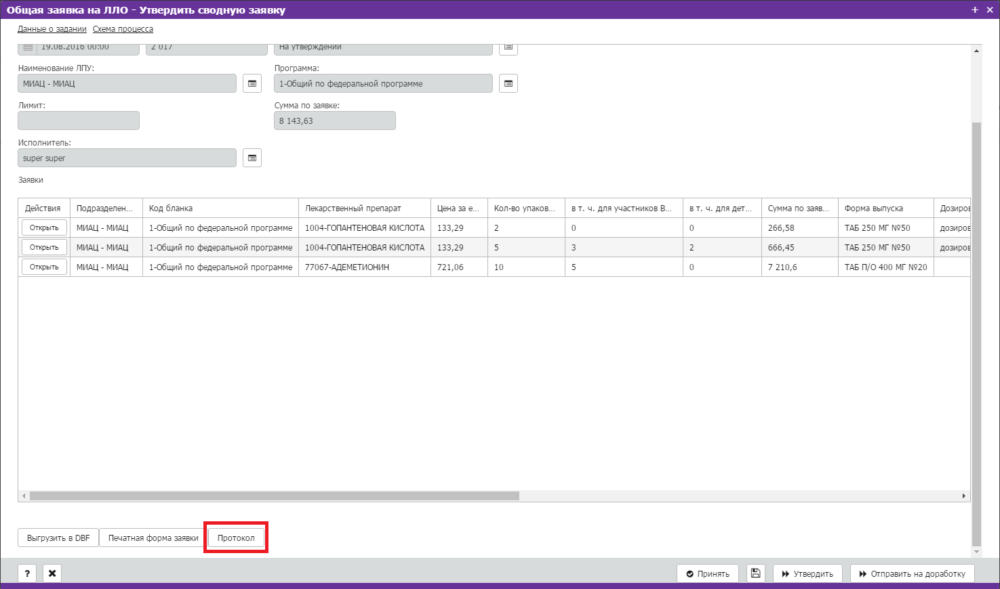 Общая заявка на ЛЛО - Утвердить сводную заявку
Данные о задании Схема процесса
19.08.2016 00:00 2 017 На утверждении
Наименование ЛПУ: Программа:
МИАЦ - МИАЦ 1-Общий по федеральной программе
Лимит: Сумма по заявке:
8 143,63
Исполнитель:
super super
Заявки
Действия Подразделен... Код бланка Лекарственный препарат Цена за е... Кол-во упаков... в т. ч. для участников В... в т. ч. для дет... Сумма по заяв... Форма выпуска Дозиров
Открыть МИАЦ - МИАЦ 1-Общий по федеральной программе 1004-ГОПАНТЕНОВАЯ КИСЛОТА 133,29 2 0 0 266,58 ТАБ 250 МГ №50 дозиров
Открыть МИАЦ - МИАЦ 1-Общий по федеральной программе 1004-ГОПАНТЕНОВАЯ КИСЛОТА 133,29 5 3 2 666,45 ТАБ 250 МГ №50 дозиров
Открыть МИАЦ - МИАЦ 1-Общий по федеральной программе 77067-АДЕМЕТИОНИН 721,06 10 5 0 7 210,6 ТАБ П/О 400 МГ №20
Выгрузить в DBF Печатная форма заявки Протокол
? Принять Утвердить Отправить на доработку